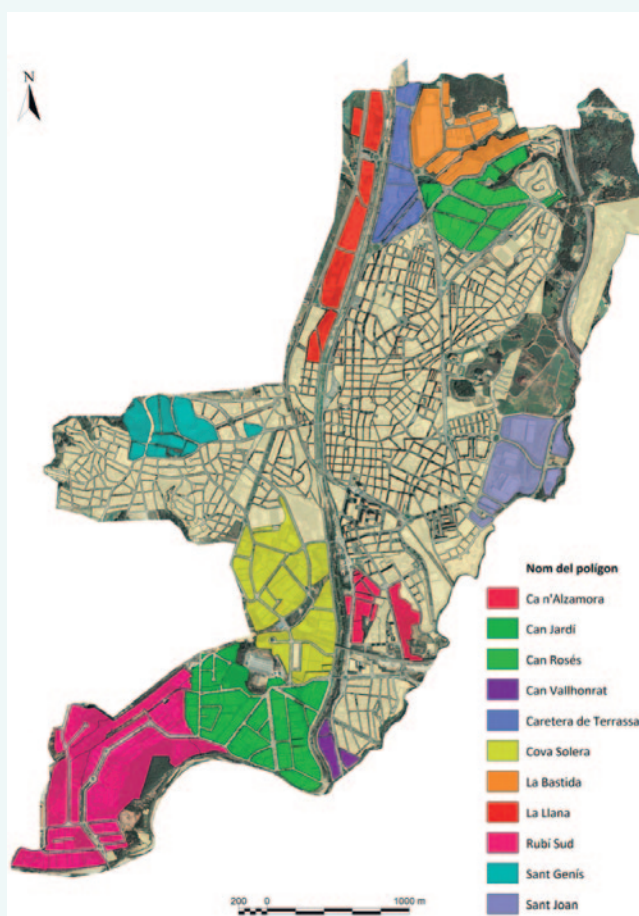 N
Nom del polígon
Ca n'Alzamora
Can Jardí
Can Rosés
Can Vallhonrat
Caretera de Terrassa
Cova Solera
La Bastida
La Llana
Rubí Sud
Sant Genís
Sant Joan
200 0 1000 m